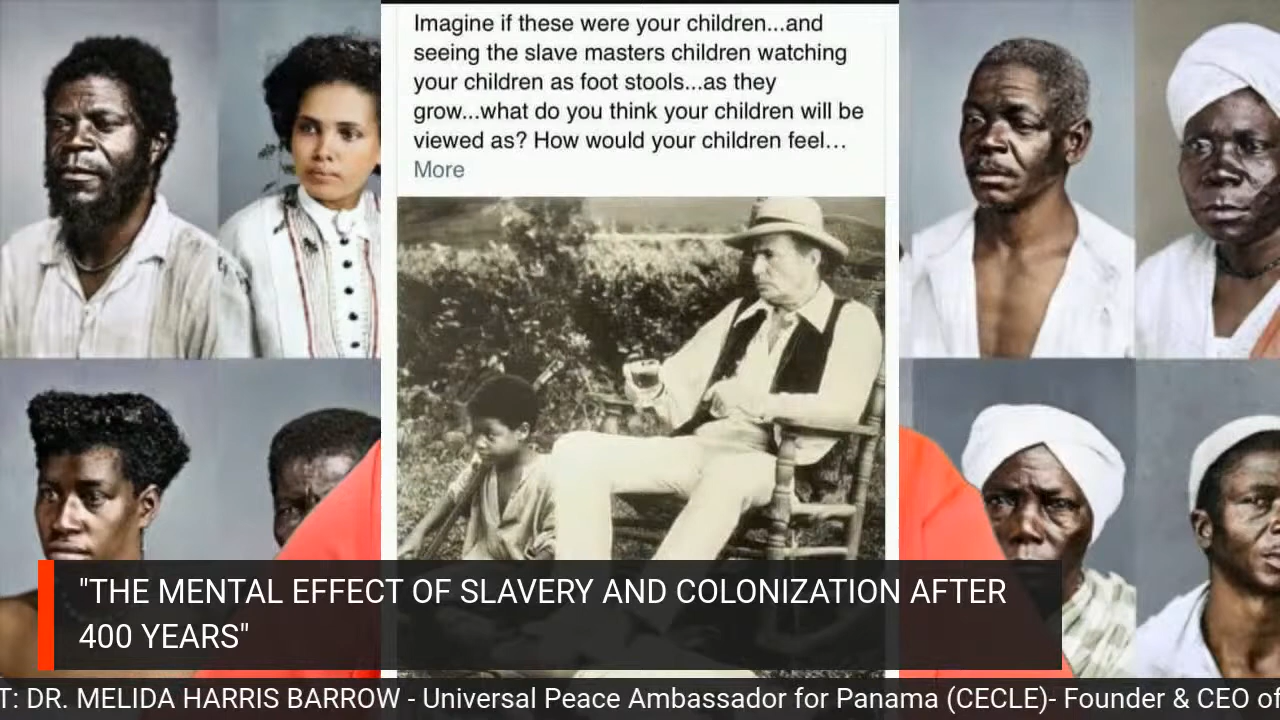 Imagine if these were your children...and
seeing the slave masters children watching
your children as foot stools...as they
grow...what do you think your children will be
viewed as? How would your children feel...
More
"THE MENTAL EFFECT OF SLAVERY AND COLONIZATION AFTER
400 YEARS"
T: DR. MELIDA HARRIS BARROW - Universal Peace Ambassador for Panama (CECLE)- Founder & CEO of